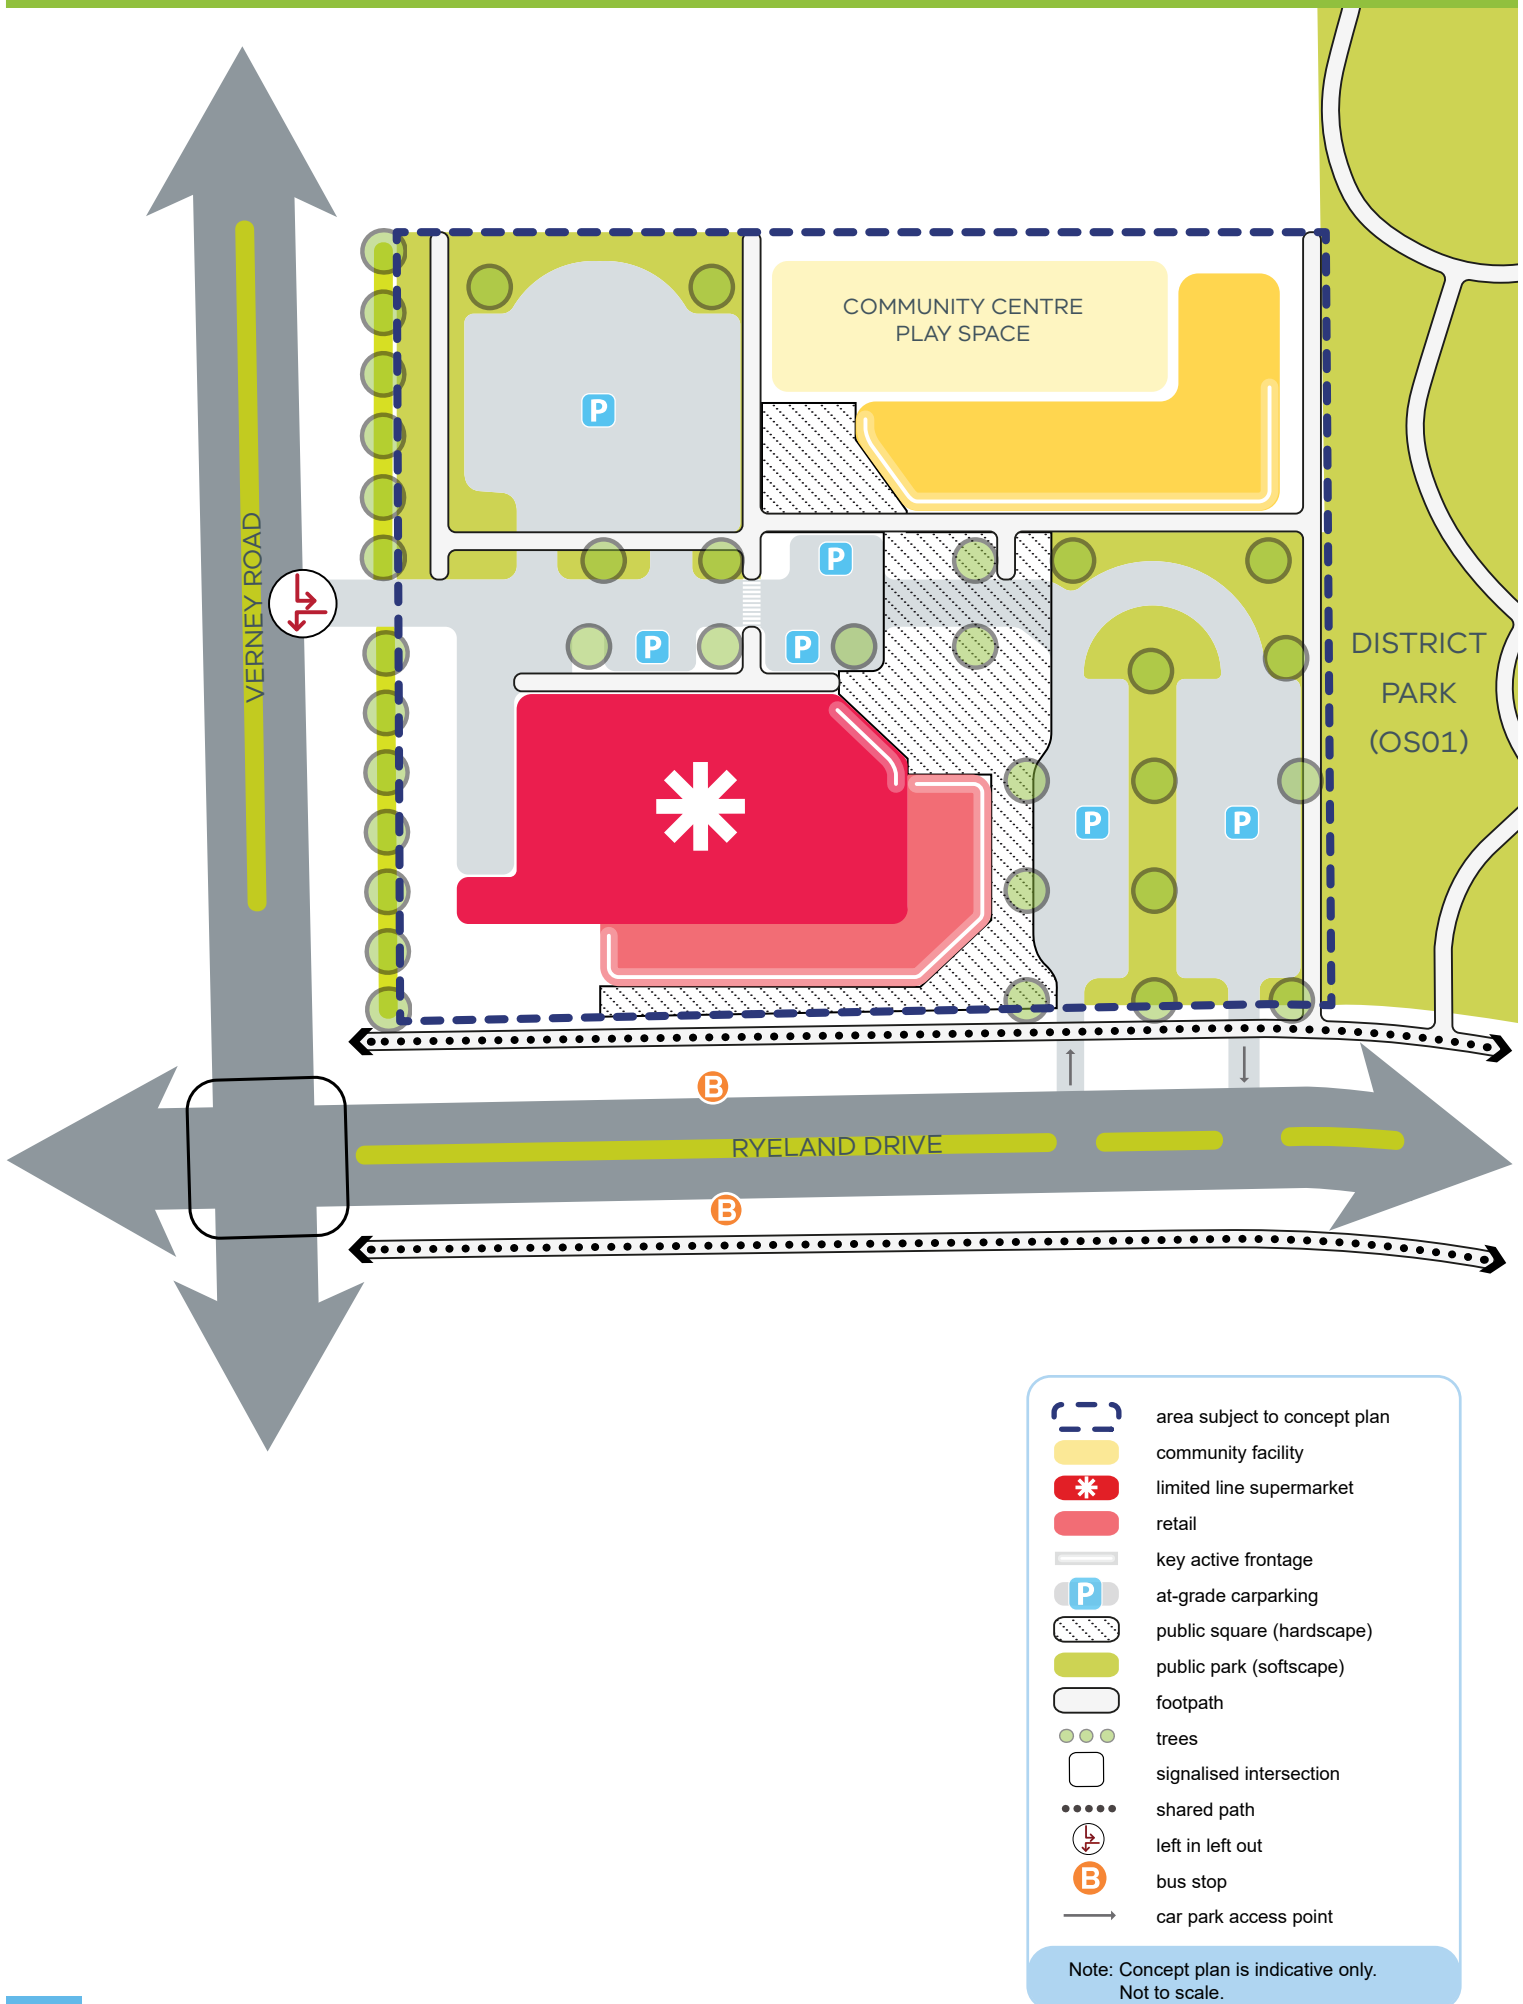 COMMUNITY CENTRE
PLAY SPACE
P
P
P
P
VERNEY ROAD
DISTRICT
PARK
(OS01)
P
P
B
RYELAND DRIVE
B
area subject to concept plan
community facility
limited line supermarket
retail
key active frontage
P
at-grade carparking
public square (hardscape)
public park (softscape)
footpath
trees
signalised intersection
shared path
left in left out
B
bus stop
car park access point
Note: Concept plan is indicative only.
Not to scale.